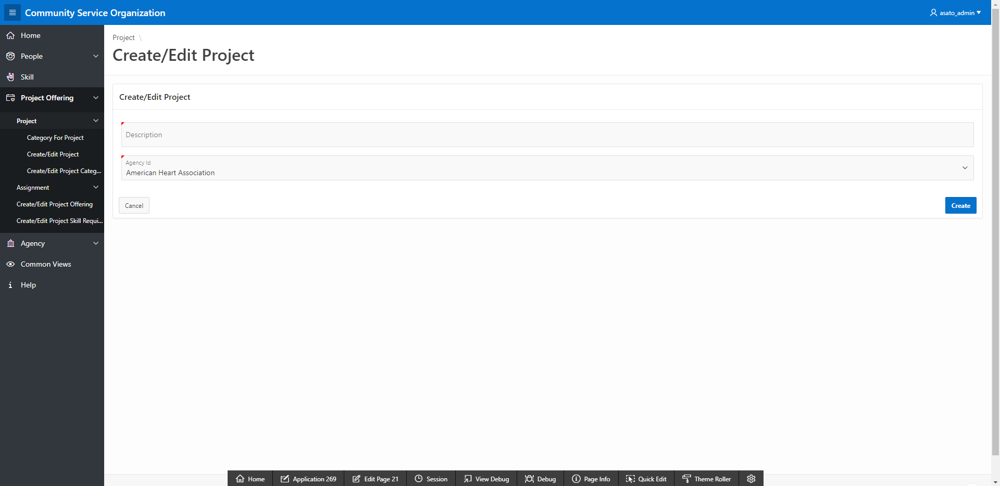 Community Service Organization
asato_admin
Home
People
Skill
Project Offering
Project
Category For Project
Create/Edit Project
Create/Edit Project Categ...
Assignment
Create/Edit Project Offering
Create/Edit Project Skill Requi...
Agency
Common Views
Help
Project \
Create/Edit Project
Create/Edit Project
Description
Agency Id
American Heart Association
Cancel
Create
Home
Application 269
Edit Page 21
Session
View Debug
Debug
Page Info
Quick Edit
Theme Roller